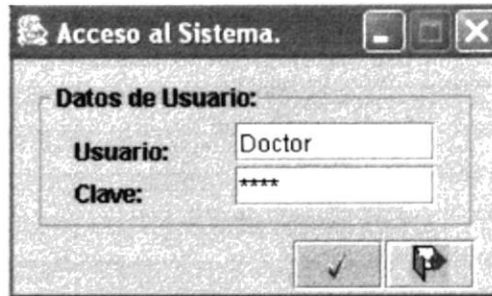 Acceso al Sistema.
Datos de Usuario:
Usuario: Doctor
Clave: ****